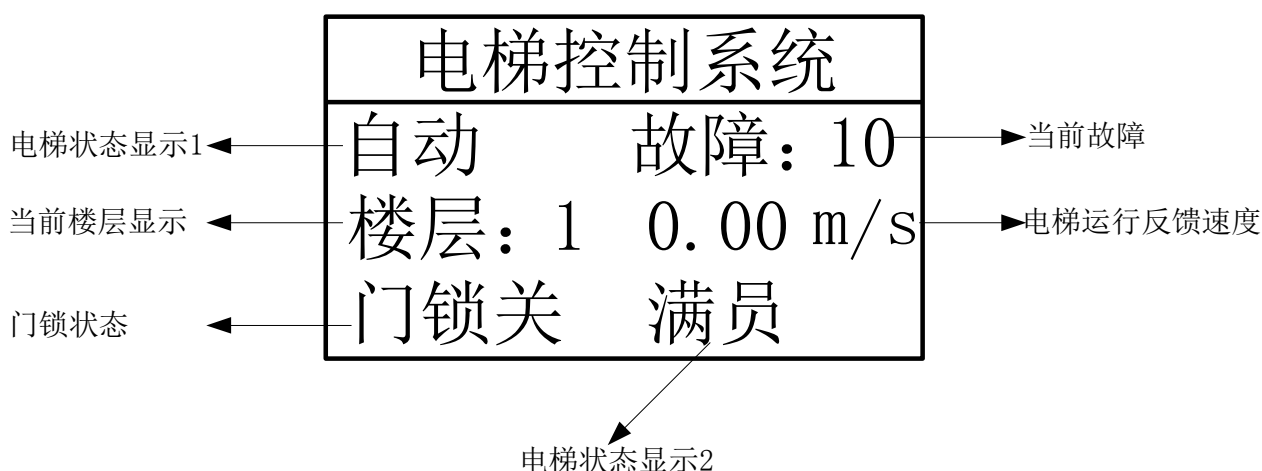 电梯控制系统
电梯状态显示1 自动 故障：10 当前故障
当前楼层显示 楼层：1 0.00 m/s 电梯运行反馈速度
门锁状态 门锁关 满员
电梯状态显示2